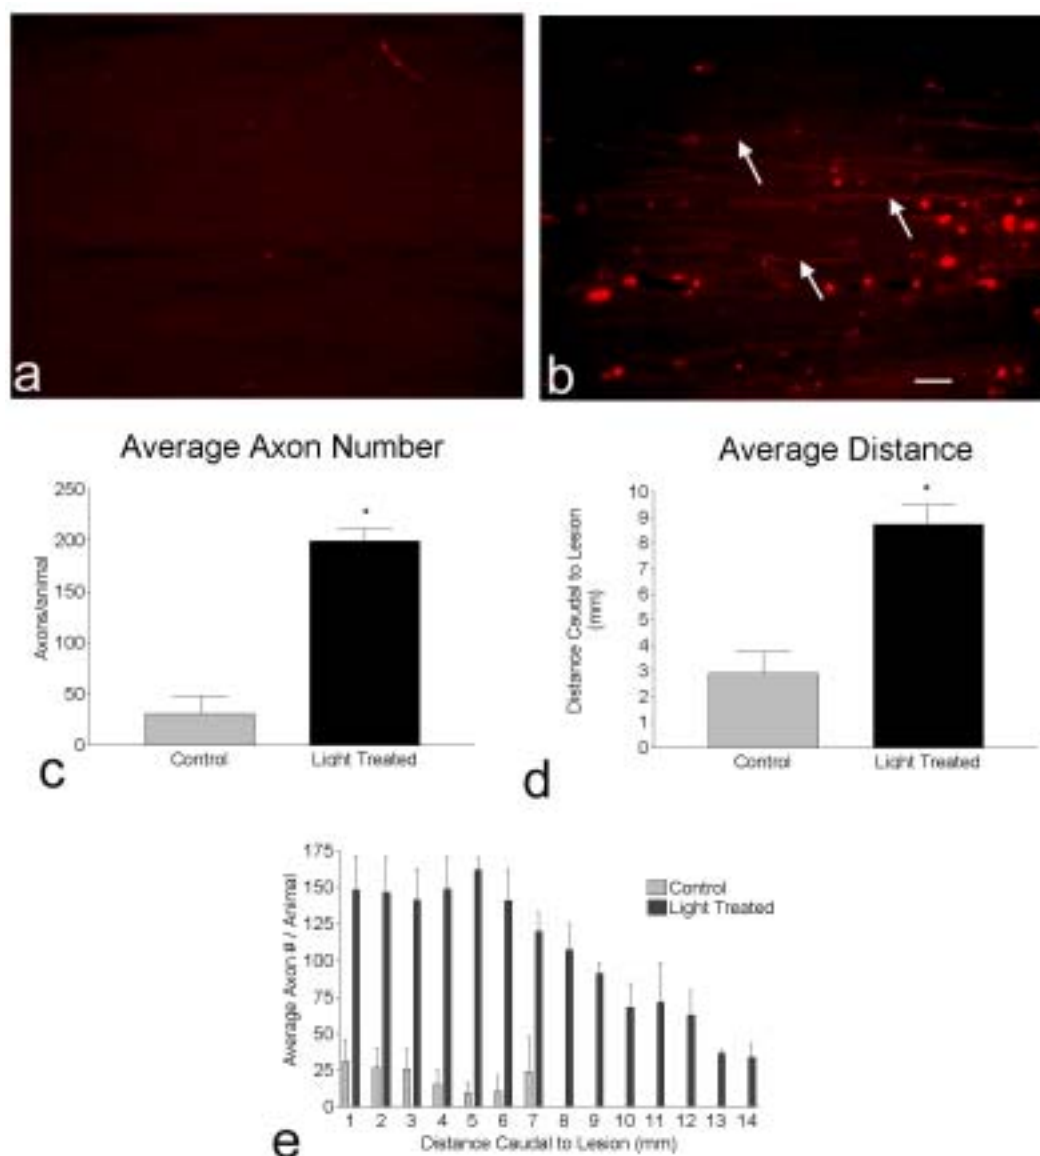 a
b
Average Axon Number
250
200
150
100
50
0
Axons/animal
*
Control
Light Treated
c
Average Distance
10
9
8
7
6
5
4
3
2
1
0
Distance Caudal to Lesion
(mm)
*
Control
Light Treated
d
175
150
125
100
75
50
25
0
Average Axon # / Animal
Control
Light Treated
1 2 3 4 5 6 7 8 9 10 11 12 13 14
Distance Caudal to Lesion (mm)
e